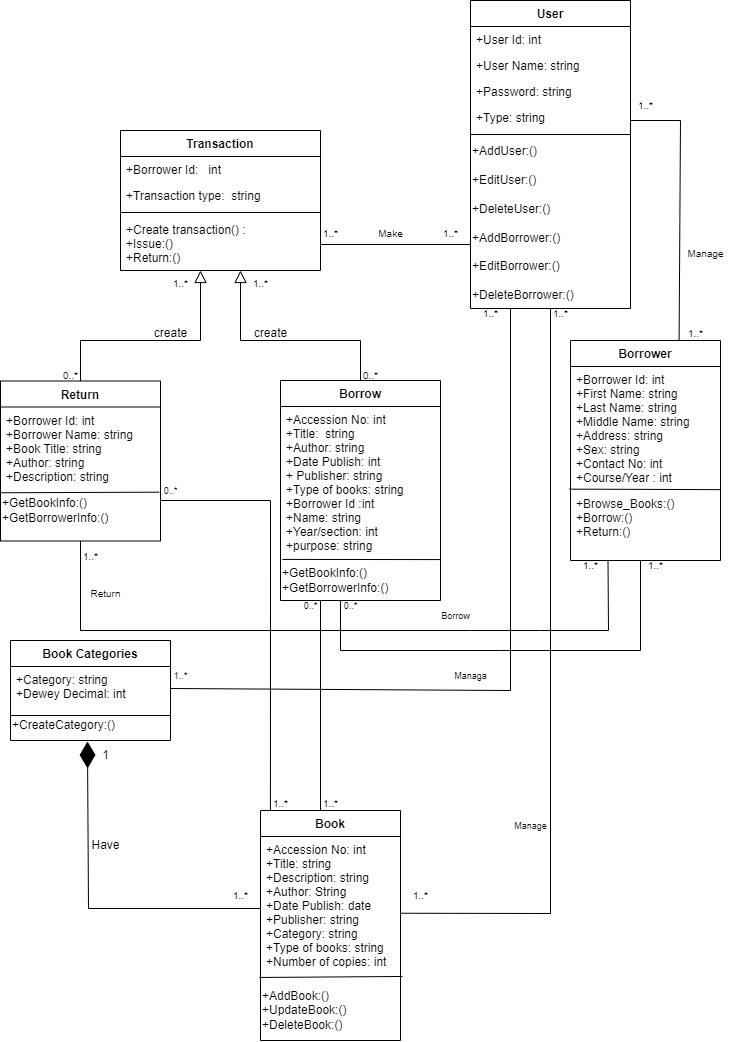 User
+User Id: int
+User Name: string
+Password: string
+Type: string
+AddUser:()
+EditUser:()
+DeleteUser:()
+AddBorrower:()
+EditBorrower:()
+DeleteBorrower:()
1..*
Manage
1..*
Transaction
+Borrower Id: int
+Transaction type: string
+Create transaction() :
+Issue:()
+Return:()
1..*
Make
1..*
1..*
1..*
create
create
0..*
0..*
1..*
1..*
Return
+Borrower Id: int
+Borrower Name: string
+Book Title: string
+Author: string
+Description: string
+GetBookInfo:()
+GetBorrowerInfo:()
0..*
1..*
Return
Borrow
+Accession No: int
+Title: string
+Author: string
+Date Publish: int
+ Publisher: string
+Type of books: string
+Borrower Id :int
+Name: string
+Year/section: int
+purpose: string
+GetBookInfo:()
+GetBorrowerInfo:()
0..*
0..*
Borrower
+Borrower Id: int
+First Name: string
+Last Name: string
+Middle Name: string
+Address: string
+Sex: string
+Contact No: int
+Course/Year : int
+Browse_Books:()
+Borrow:()
+Return:()
1..*
1..*
Borrow
Book Categories
+Category: string
+Dewey Decimal: int
+CreateCategory:()
1..*
Managa
1
Have
1..*
1..*
1..*
Manage
1..*
Book
+Accession No: int
+Title: string
+Description: string
+Author: String
+Date Publish: date
+Publisher: string
+Category: string
+Type of books: string
+Number of copies: int
+AddBook:()
+UpdateBook:()
+DeleteBook:()